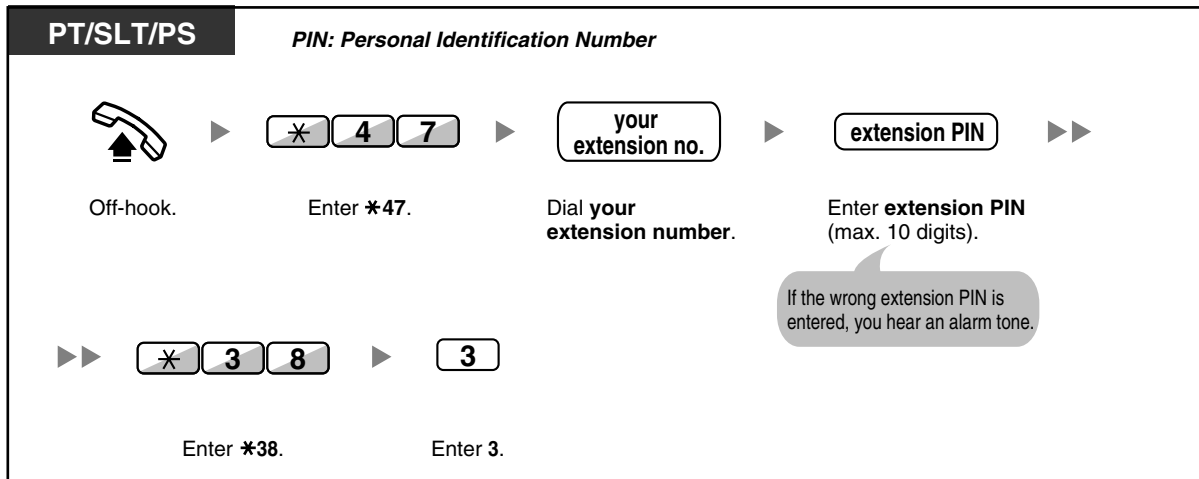 PT/SLT/PS
PIN: Personal Identification Number
* 4 7
your
extension no.
extension PIN
Off-hook.
Enter *47.
Dial your
extension number.
Enter extension PIN
(max. 10 digits).
If the wrong extension PIN is
entered, you hear an alarm tone.
* 3 8
3
Enter *38.
Enter 3.